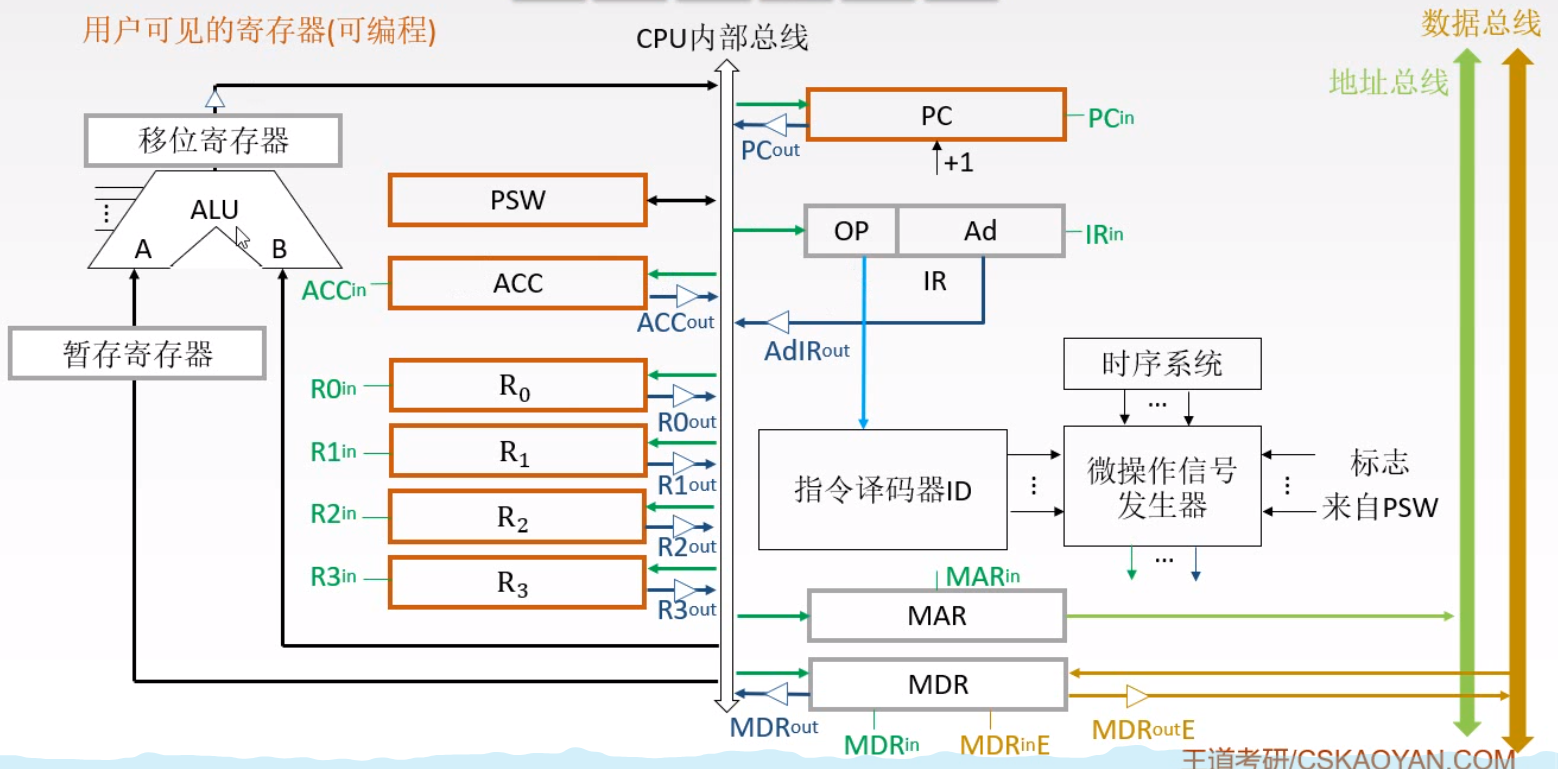 用户可见的寄存器(可编程)
CPU内部总线
数据总线
地址总线
移位寄存器
ALU
A
B
暂存寄存器
PSW
ACC
ACCin
ACCout
R0
R0in
R0out
R1
R1in
R1out
R2
R2in
R2out
R3
R3in
R3out
PC
PCin
PCout
+1
OP
Ad
IRin
IR
AdIRout
时序系统
...
指令译码器ID
⋮
微操作信号
发生器
⋮
标志
来自PSW
...
MARin
MAR
MDR
MDRout
MDRin
MDRinE
MDRoutE
王道考研/CSKAOYAN.COM